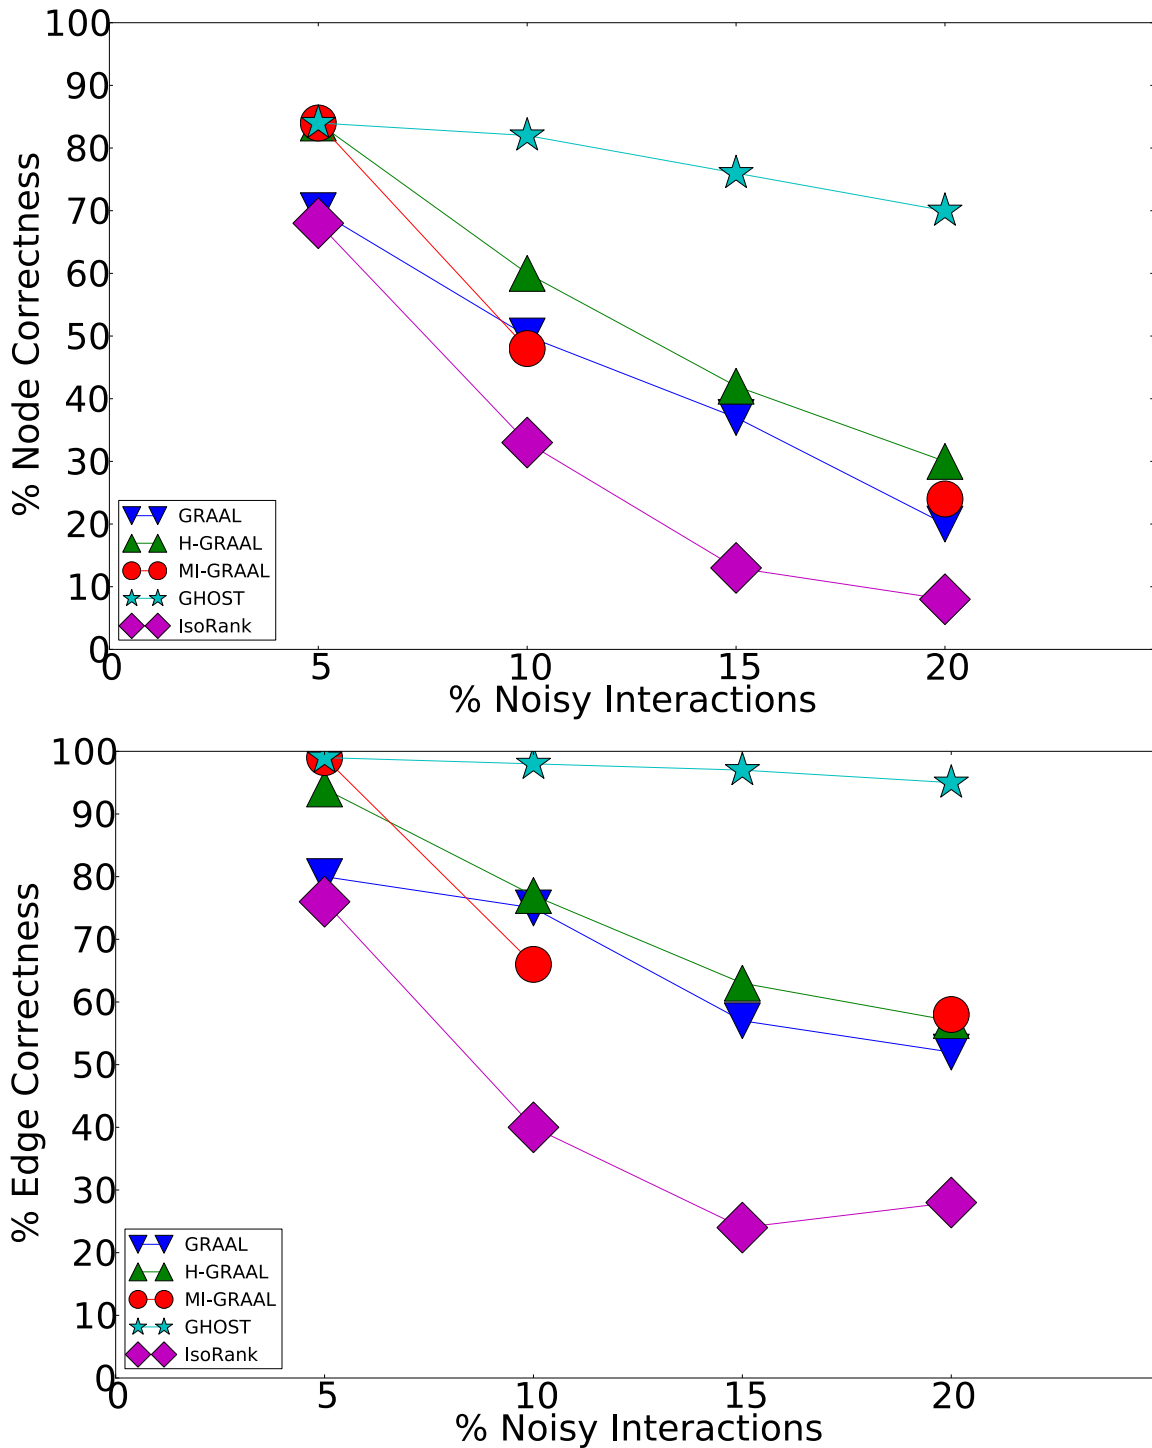 100
90
80
70
60
50
40
30
20
10
0
% Node Correctness
GRAAL
H-GRAAL
MI-GRAAL
GHOST
IsoRank
0 5 10 15 20
% Noisy Interactions
100
90
80
70
60
50
40
30
20
10
0
% Edge Correctness
GRAAL
H-GRAAL
MI-GRAAL
GHOST
IsoRank
0 5 10 15 20
% Noisy Interactions